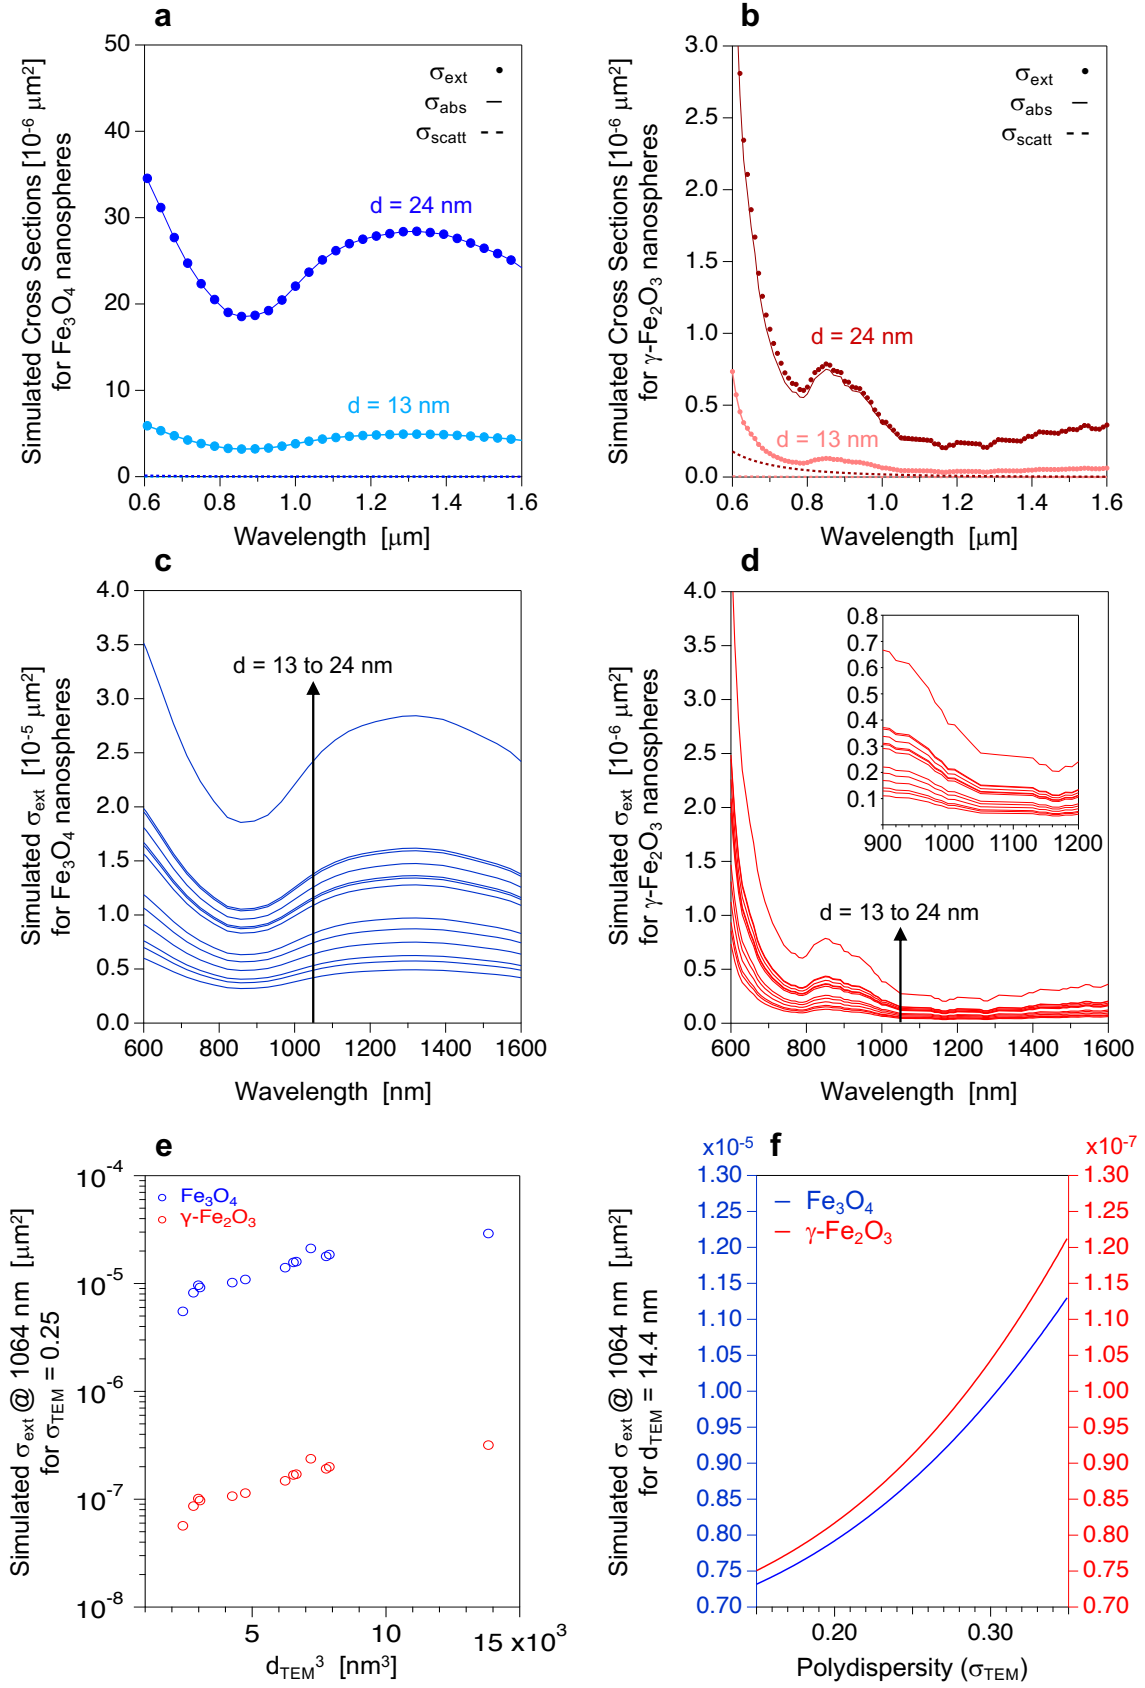 a
Simulated Cross Sections [10⁻⁶ μm²]
for Fe₃O₄ nanospheres
50
40
30
20
10
0
σext
σabs
σscatt
d = 24 nm
d = 13 nm
0.6 0.8 1.0 1.2 1.4 1.6
Wavelength [μm]
b
Simulated Cross Sections [10⁻⁶ μm²]
for γ-Fe₂O₃ nanospheres
3.0
2.5
2.0
1.5
1.0
0.5
0.0
σext
σabs
σscatt
d = 24 nm
d = 13 nm
0.6 0.8 1.0 1.2 1.4 1.6
Wavelength [μm]
c
Simulated σext [10⁻⁵ μm²]
for Fe₃O₄ nanospheres
4.0
3.5
3.0
2.5
2.0
1.5
1.0
0.5
0.0
d = 13 to 24 nm
600 800 1000 1200 1400 1600
Wavelength [nm]
d
Simulated σext [10⁻⁶ μm²]
for γ-Fe₂O₃ nanospheres
4.0
3.5
3.0
2.5
2.0
1.5
1.0
0.5
0.0
0.8
0.7
0.6
0.5
0.4
0.3
0.2
0.1
900 1000 1100 1200
d = 13 to 24 nm
600 800 1000 1200 1400 1600
Wavelength [nm]
e
Simulated σext @ 1064 nm [μm²]
for σTEM = 0.25
10⁻⁴
10⁻⁵
10⁻⁶
10⁻⁷
10⁻⁸
Fe₃O₄
γ-Fe₂O₃
5 10 15 x10³
dTEM³ [nm³]
f
Simulated σext @ 1064 nm [μm²]
for dTEM = 14.4 nm
x10⁻⁵
1.30
1.25
1.20
1.15
1.10
1.05
1.00
0.95
0.90
0.85
0.80
0.75
0.70
Fe₃O₄
γ-Fe₂O₃
x10⁻⁷
1.30
1.25
1.20
1.15
1.10
1.05
1.00
0.95
0.90
0.85
0.80
0.75
0.70
0.20 0.30
Polydispersity (σTEM)